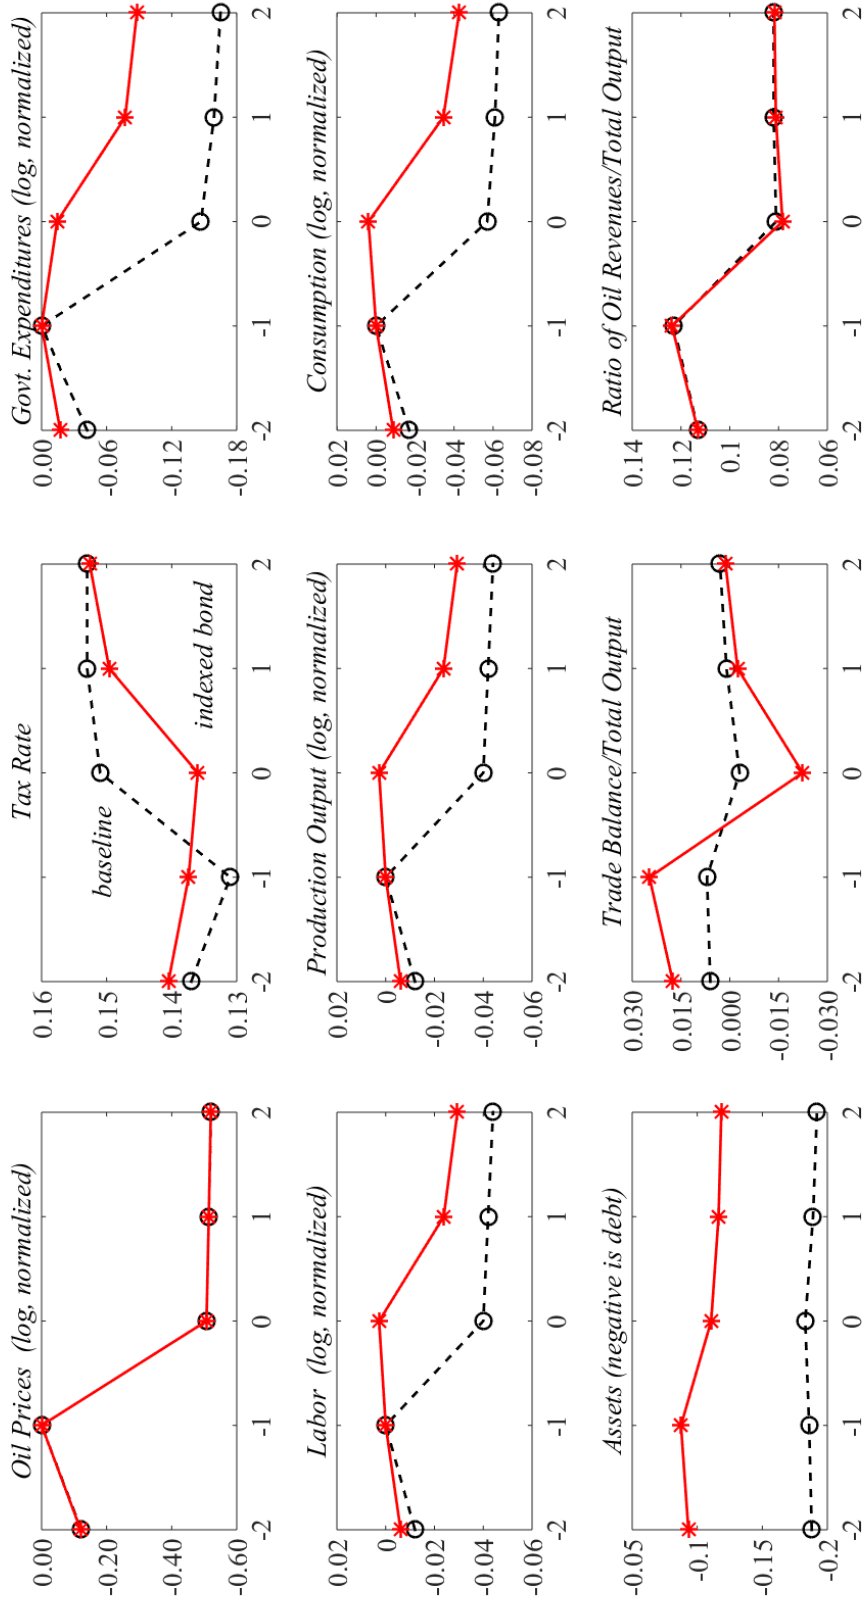 Oil Prices (log, normalized)
0.00
-0.20
-0.40
-0.60
-2 -1 0 1 2
Tax Rate
0.16
0.15
0.14
0.13
baseline
indexed bond
-2 -1 0 1 2
Govt. Expenditures (log, normalized)
0.00
-0.06
-0.12
-0.18
-2 -1 0 1 2
Labor (log, normalized)
0.02
0
-0.02
-0.04
-0.06
-2 -1 0 1 2
Production Output (log, normalized)
0.02
0
-0.02
-0.04
-0.06
-2 -1 0 1 2
Consumption (log, normalized)
0.02
0.00
-0.02
-0.04
-0.06
-0.08
-2 -1 0 1 2
Assets (negative is debt)
-0.05
-0.1
-0.15
-0.2
-2 -1 0 1 2
Trade Balance/Total Output
0.030
0.015
0.000
-0.015
-0.030
-2 -1 0 1 2
Ratio of Oil Revenues/Total Output
0.14
0.12
0.1
0.08
0.06
-2 -1 0 1 2